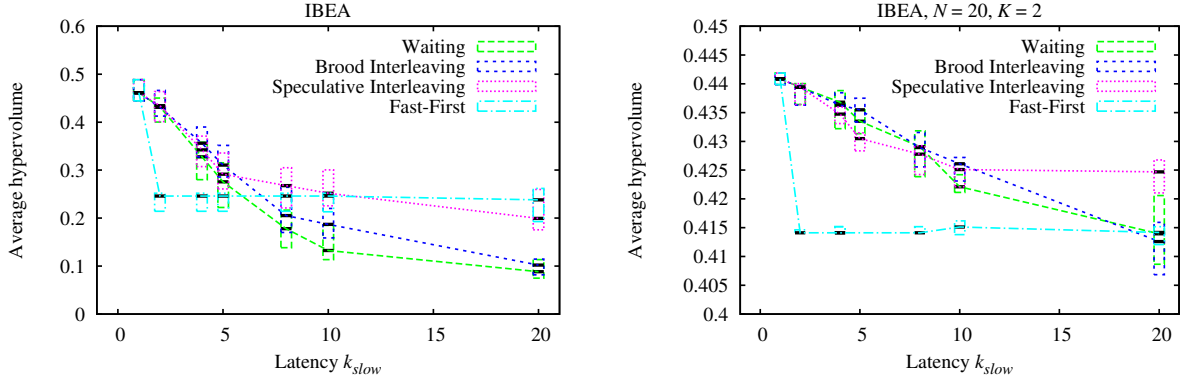 IBEA
Average hypervolume
0.6
0.5
0.4
0.3
0.2
0.1
0
Waiting
Brood Interleaving
Speculative Interleaving
Fast-First
0 5 10 15 20
Latency k_slow
IBEA, N = 20, K = 2
Average hypervolume
0.45
0.445
0.44
0.435
0.43
0.425
0.42
0.415
0.41
0.405
0.4
Waiting
Brood Interleaving
Speculative Interleaving
Fast-First
0 5 10 15 20
Latency k_slow